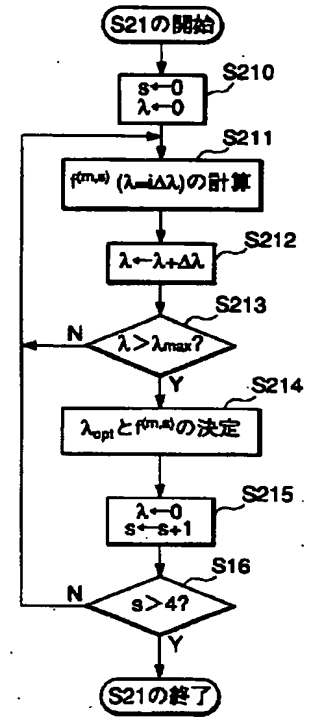 S21の開始
S210
s←0
λ←0
S211
f(m,s) (λ=iΔλ)の計算
S212
λ←λ+Δλ
S213
N
λ>λmax?
Y
S214
λoptとf(m,s)の決定
S215
λ←0
s←s+1
S16
N
s>4?
Y
S21の終了